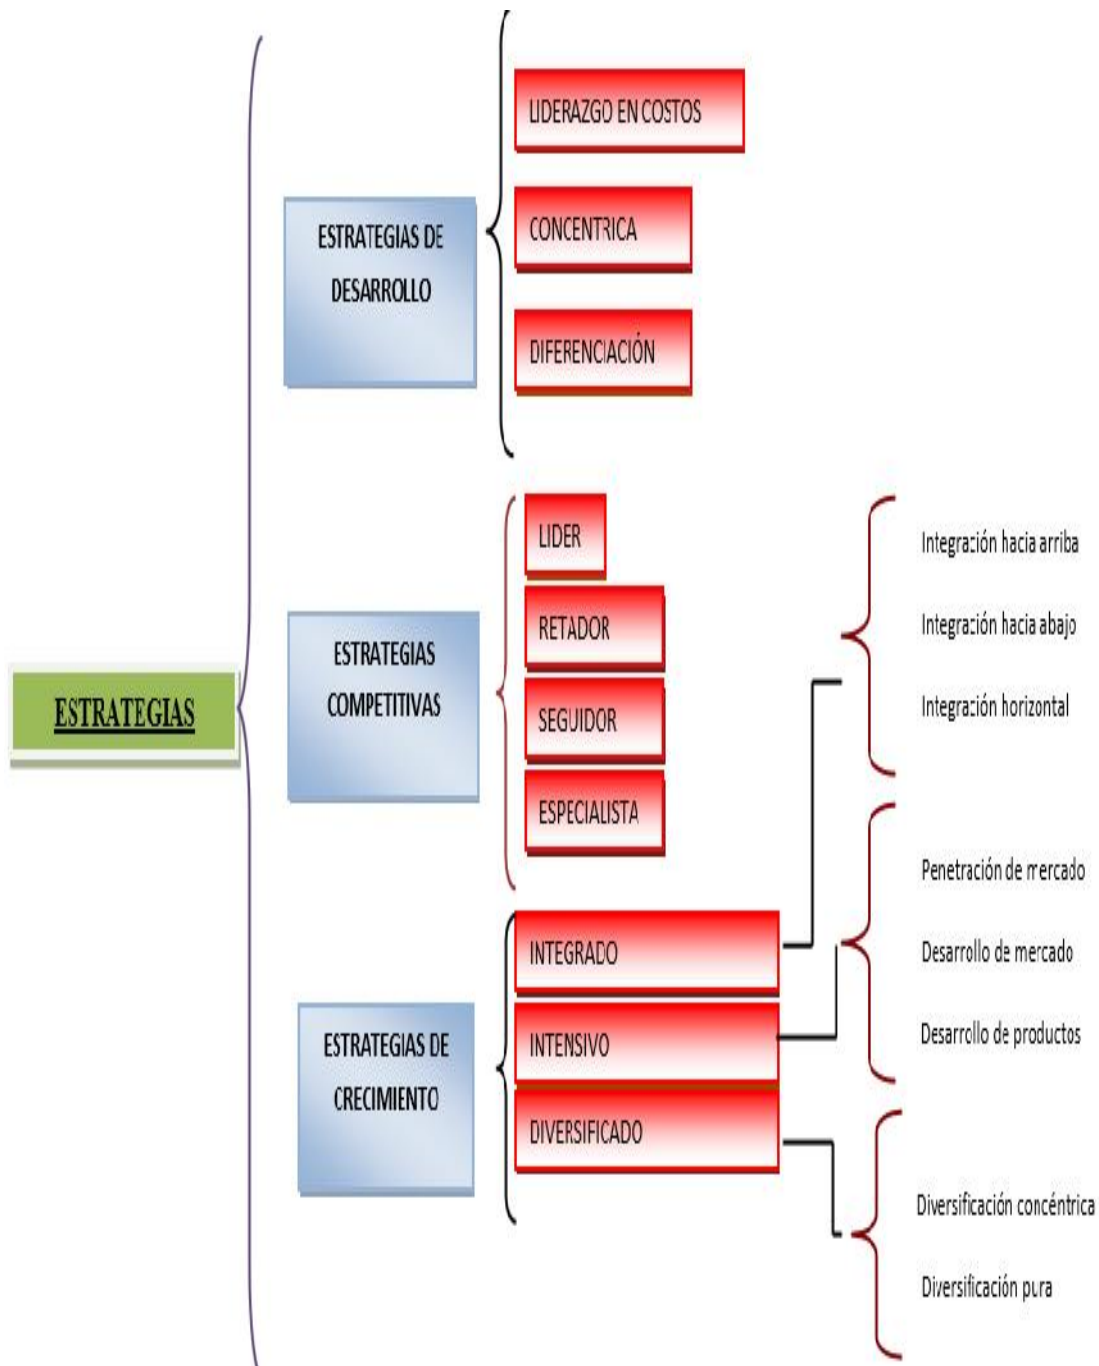 ESTRATEGIAS
ESTRATEGIAS DE
DESARROLLO
LIDERAZGO EN COSTOS
CONCENTRICA
DIFERENCIACIÓN
ESTRATEGIAS
COMPETITIVAS
LIDER
RETADOR
SEGUIDOR
ESPECIALISTA
ESTRATEGIAS DE
CRECIMIENTO
INTEGRADO
INTENSIVO
DIVERSIFICADO
Integración hacia arriba
Integración hacia abajo
Integración horizontal
Penetración de mercado
Desarrollo de mercado
Desarrollo de productos
Diversificación concéntrica
Diversificación pura